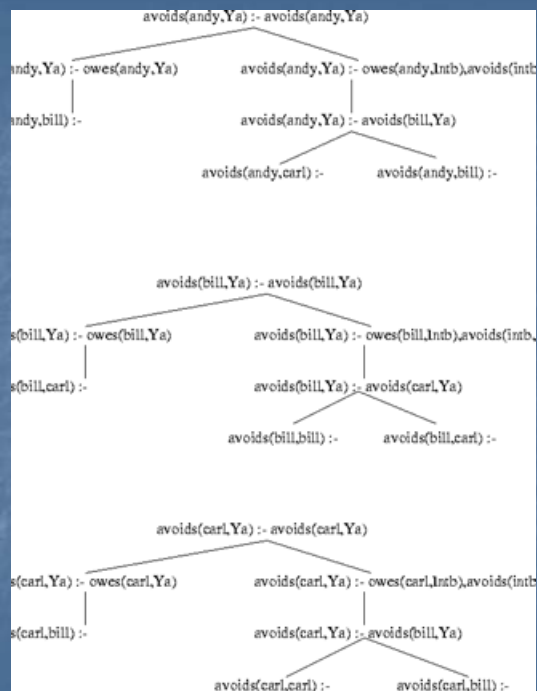 avoids(andy,Ya) :- avoids(andy,Ya)
andy,Ya) :- owes(andy,Ya) avoids(andy,Ya) :- owes(andy,Intb),avoids(intb
andy,bill) :- avoids(andy,Ya) :- avoids(bill,Ya)
avoids(andy,carl) :- avoids(andy,bill) :-
avoids(bill,Ya) :- avoids(bill,Ya)
s(bill,Ya) :- owes(bill,Ya) avoids(bill,Ya) :- owes(bill,Intb),avoids(intb,
s(bill,carl) :- avoids(bill,Ya) :- avoids(carl,Ya)
avoids(bill,bill) :- avoids(bill,carl) :-
avoids(carl,Ya) :- avoids(carl,Ya)
s(carl,Ya) :- owes(carl,Ya) avoids(carl,Ya) :- owes(carl,Intb),avoids(intb
s(carl,bill) :- avoids(carl,Ya) :- avoids(bill,Ya)
avoids(carl,carl) :- avoids(carl,bill) :-